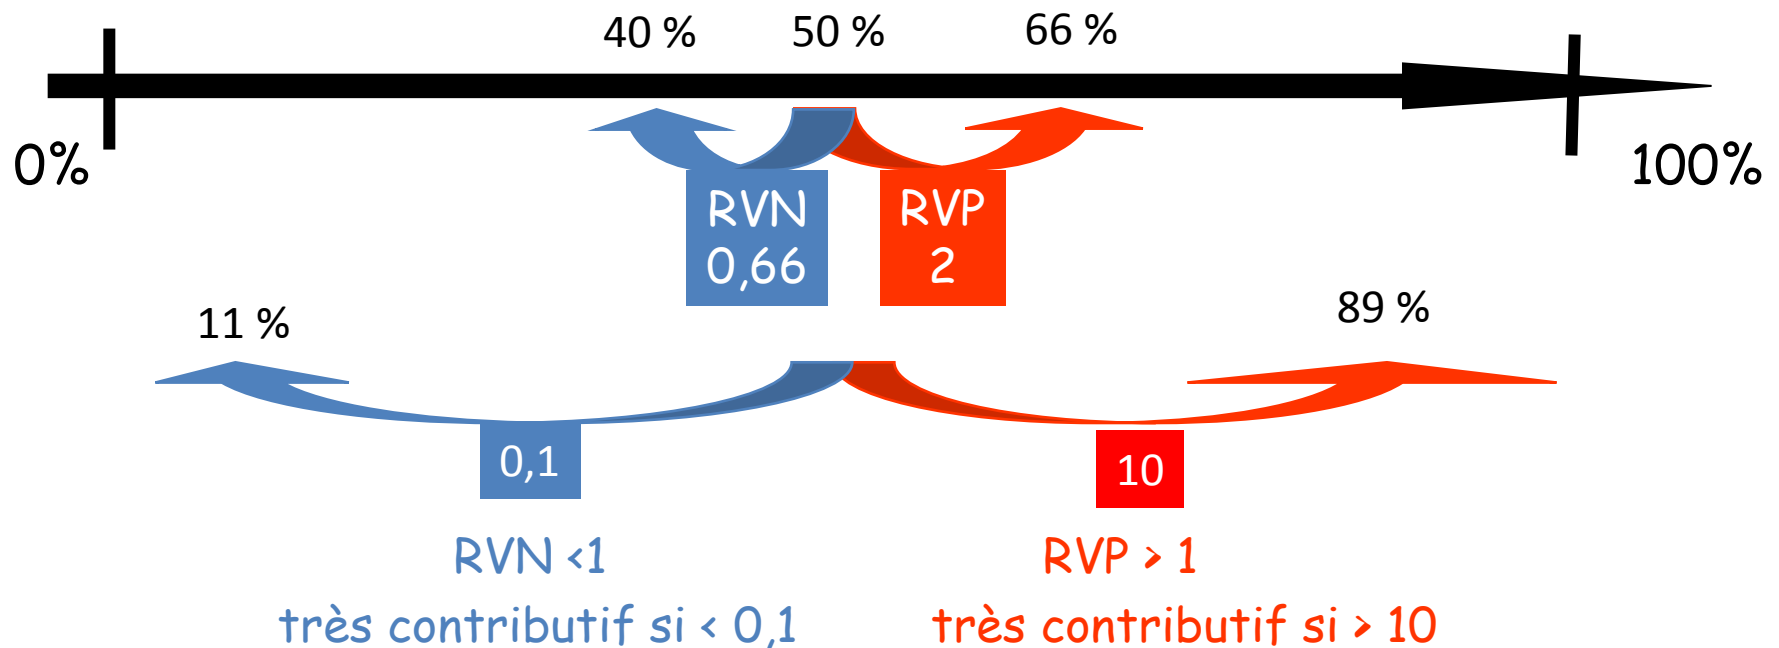 40 %
50 %
66 %
0%
100%
RVN
0,66
RVP
2
11 %
89 %
0,1
10
RVN <1
très contributif si < 0,1
RVP > 1
très contributif si > 10